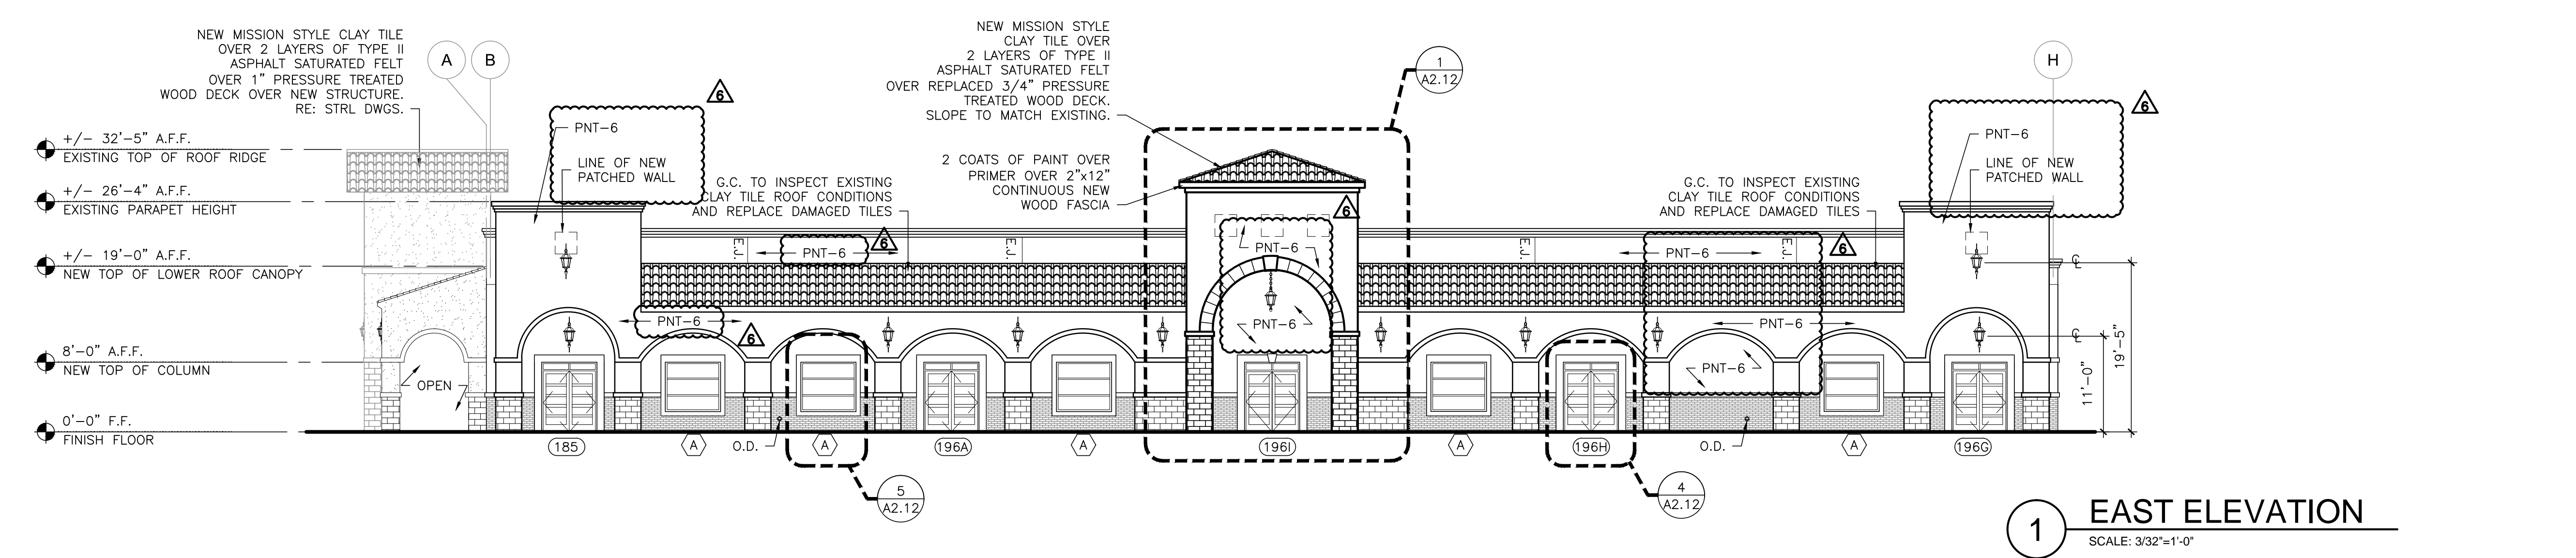 NEW MISSION STYLE CLAY TILE
OVER 2 LAYERS OF TYPE II
ASPHALT SATURATED FELT
OVER 1" PRESSURE TREATED
WOOD DECK OVER NEW STRUCTURE.
RE: STRL DWGS.
A
B
NEW MISSION STYLE
CLAY TILE OVER
2 LAYERS OF TYPE II
ASPHALT SATURATED FELT
OVER REPLACED 3/4" PRESSURE
TREATED WOOD DECK.
SLOPE TO MATCH EXISTING.
1
A2.12
H
6
6
PNT-6
LINE OF NEW
PATCHED WALL
PNT-6
LINE OF NEW
PATCHED WALL
+/- 32'-5" A.F.F.
EXISTING TOP OF ROOF RIDGE
+/- 26'-4" A.F.F.
EXISTING PARAPET HEIGHT
+/- 19'-0" A.F.F.
NEW TOP OF LOWER ROOF CANOPY
8'-0" A.F.F.
NEW TOP OF COLUMN
0'-0" F.F.
FINISH FLOOR
2 COATS OF PAINT OVER
PRIMER OVER 2"x12"
CONTINUOUS NEW
WOOD FASCIA
G.C. TO INSPECT EXISTING
CLAY TILE ROOF CONDITIONS
AND REPLACE DAMAGED TILES
G.C. TO INSPECT EXISTING
CLAY TILE ROOF CONDITIONS
AND REPLACE DAMAGED TILES
E.J.
PNT-6
6
E.J.
6
PNT-6
E.J.
PNT-6
E.J.
6
PNT-6
6
PNT-6
PNT-6
PNT-6
OPEN
℄
℄
11'-0"
19'-5"
185
A
O.D.
A
196A
A
196I
A
196H
O.D.
A
196G
5
A2.12
4
A2.12
1
EAST ELEVATION
SCALE: 3/32"=1'-0"